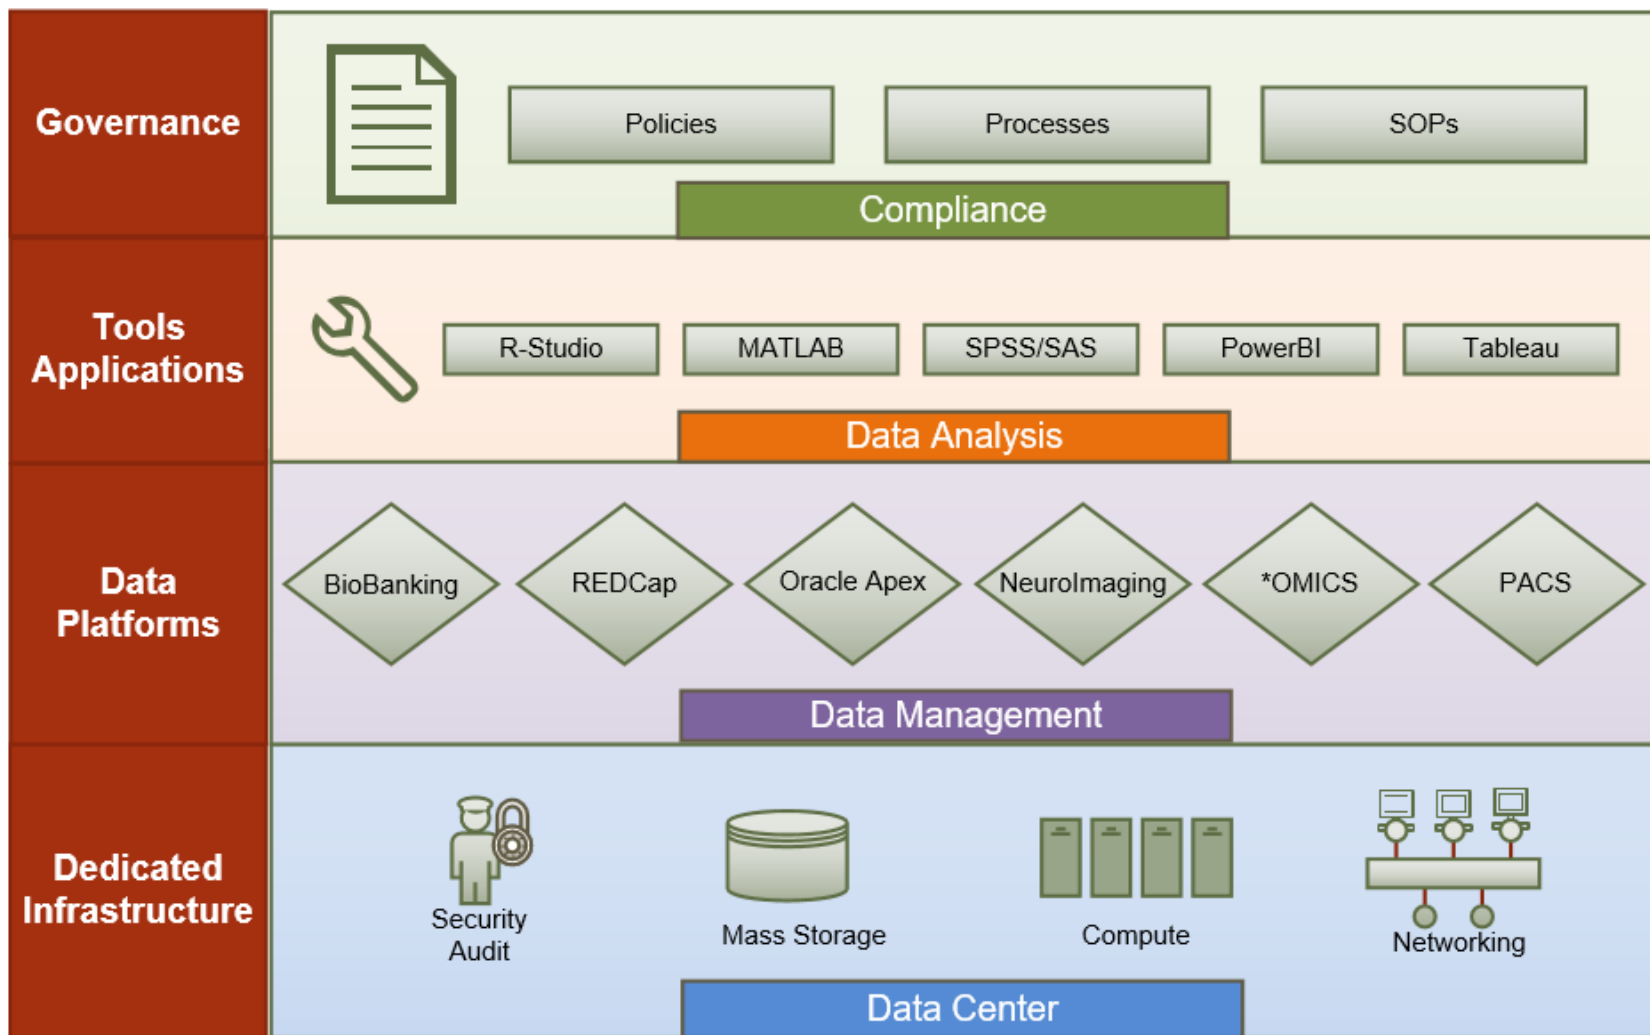 Governance
Policies
Processes
SOPs
Compliance
Tools
Applications
R-Studio
MATLAB
SPSS/SAS
PowerBI
Tableau
Data Analysis
Data
Platforms
BioBanking
REDCap
Oracle Apex
NeuroImaging
*OMICS
PACS
Data Management
Dedicated
Infrastructure
Security
Audit
Mass Storage
Compute
Networking
Data Center